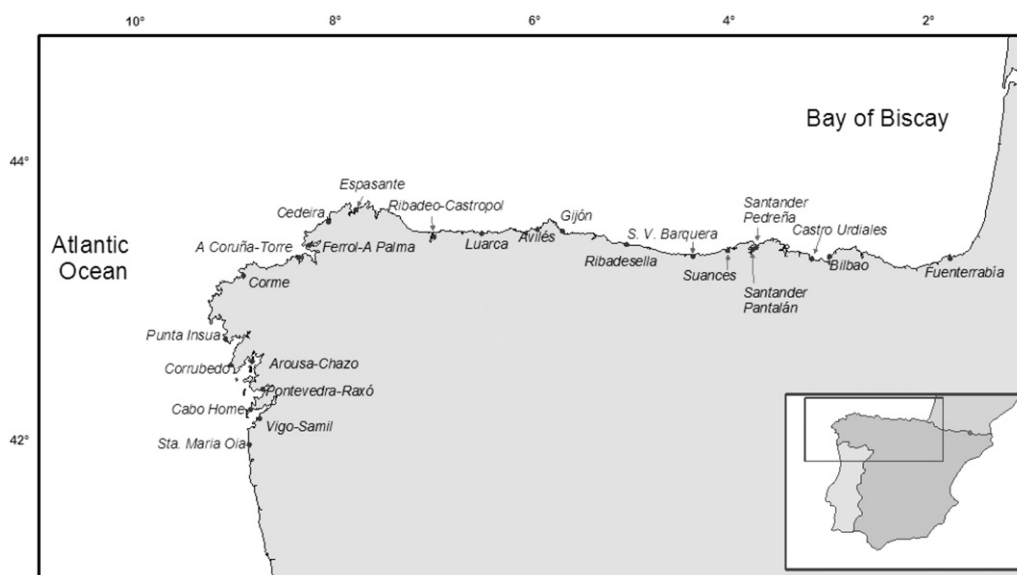 10°
8°
6°
4°
2°
Bay of Biscay
44°
Espasante
Ribadeo-Castropol
Cedeira
Gijón
Santander
Pedreña
Castro Urdiales
S. V. Barquera
A Coruña-Torre
Ferrol-A Palma
Luarca
Avilés
Atlantic
Ocean
Ribadesella
Suances
Bilbao
Fuenterrabía
Corme
Santander
Pantalán
Punta Insua
Arousa-Chazo
Corrubedo
Pontevedra-Raxó
Cabo Home
Vigo-Samil
42°
Sta. Maria Oia